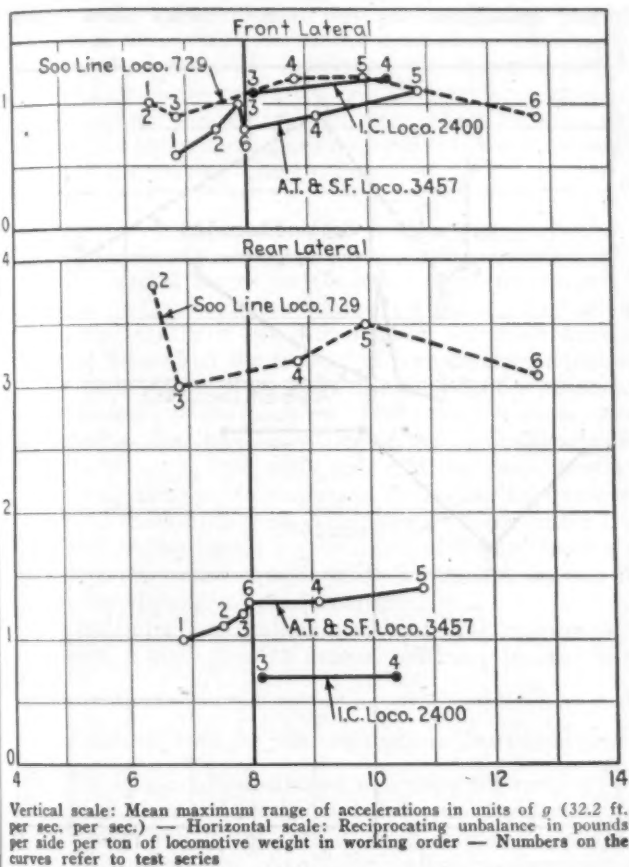 Front Lateral
Soo Line Loco. 729
4 5 4
3 5
1
2 3 3
I.C. Loco. 2400
6
1 2 6 4
A.T. & S.F. Loco. 3457
1
0
Rear Lateral
4
2
Soo Line Loco. 729
5
4 6
3
3
2
6 4 5
2
1 3
A.T. & S.F. Loco. 3457
1
3 4
I.C. Loco. 2400
0
4 6 8 10 12 14
Vertical scale: Mean maximum range of accelerations in units of g (32.2 ft.
per sec. per sec.) — Horizontal scale: Reciprocating unbalance in pounds
per side per ton of locomotive weight in working order — Numbers on the
curves refer to test series